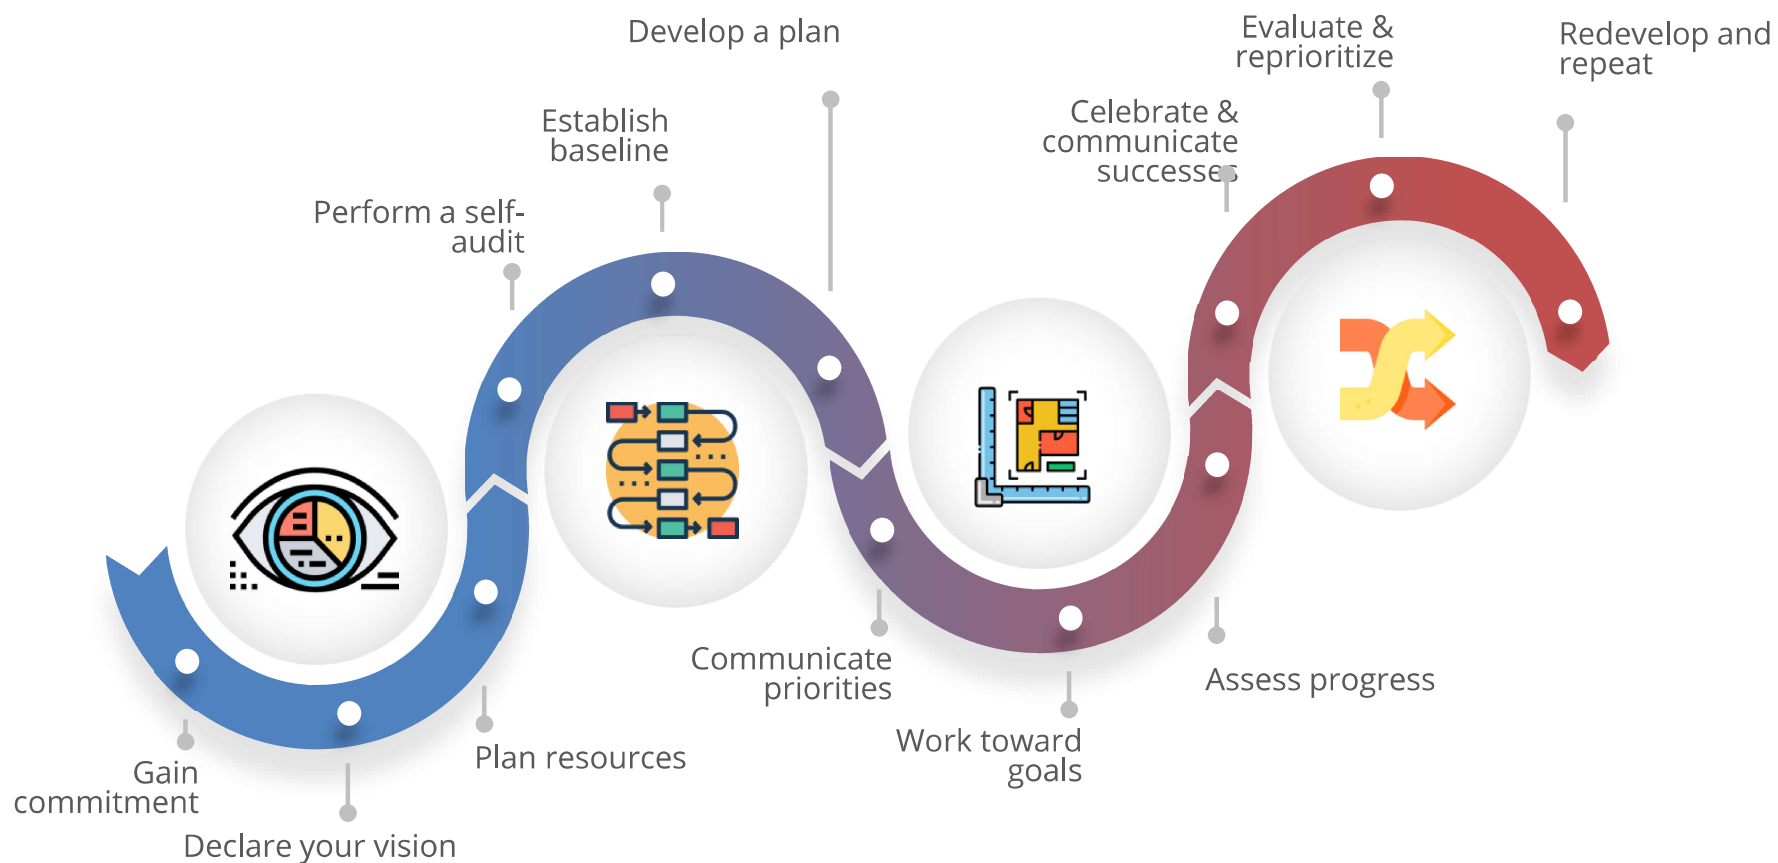 Gain
commitment
Declare your vision
Plan resources
Perform a self-
audit
Establish
baseline
Develop a plan
Communicate
priorities
Work toward
goals
Assess progress
Celebrate &
communicate
successes
Evaluate &
reprioritize
Redevelop and
repeat